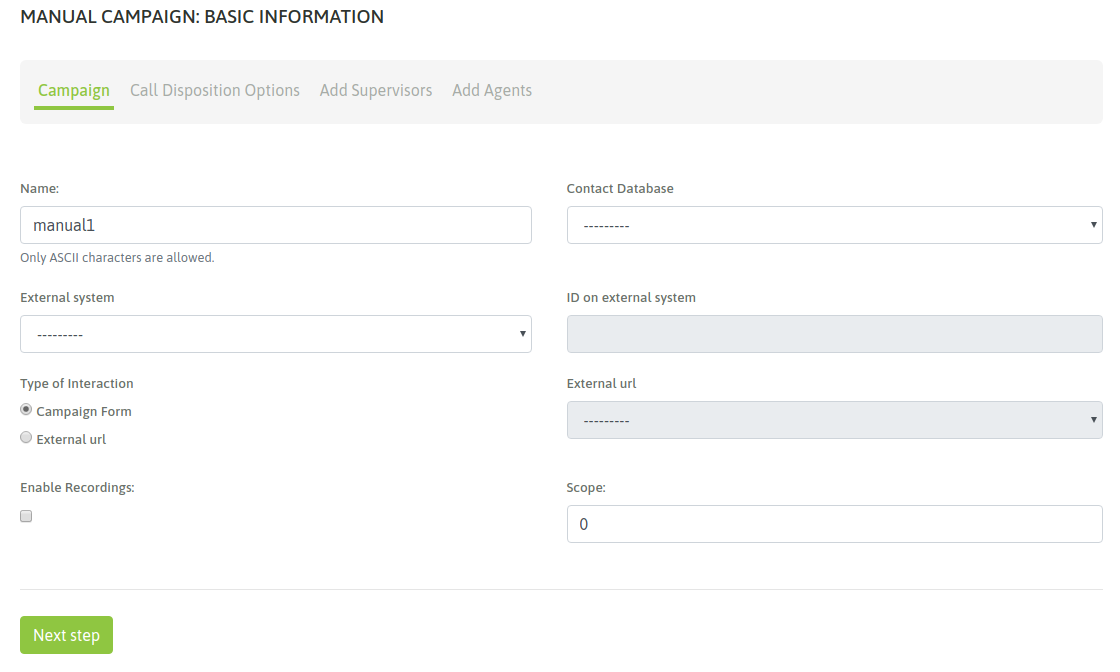 MANUAL CAMPAIGN: BASIC INFORMATION
Campaign Call Disposition Options Add Supervisors Add Agents
Name: Contact Database
manual1 ---------
Only ASCII characters are allowed.
External system ID on external system
---------
Type of Interaction External url
Campaign Form ---------
External url
Enable Recordings: Scope:
0
Next step